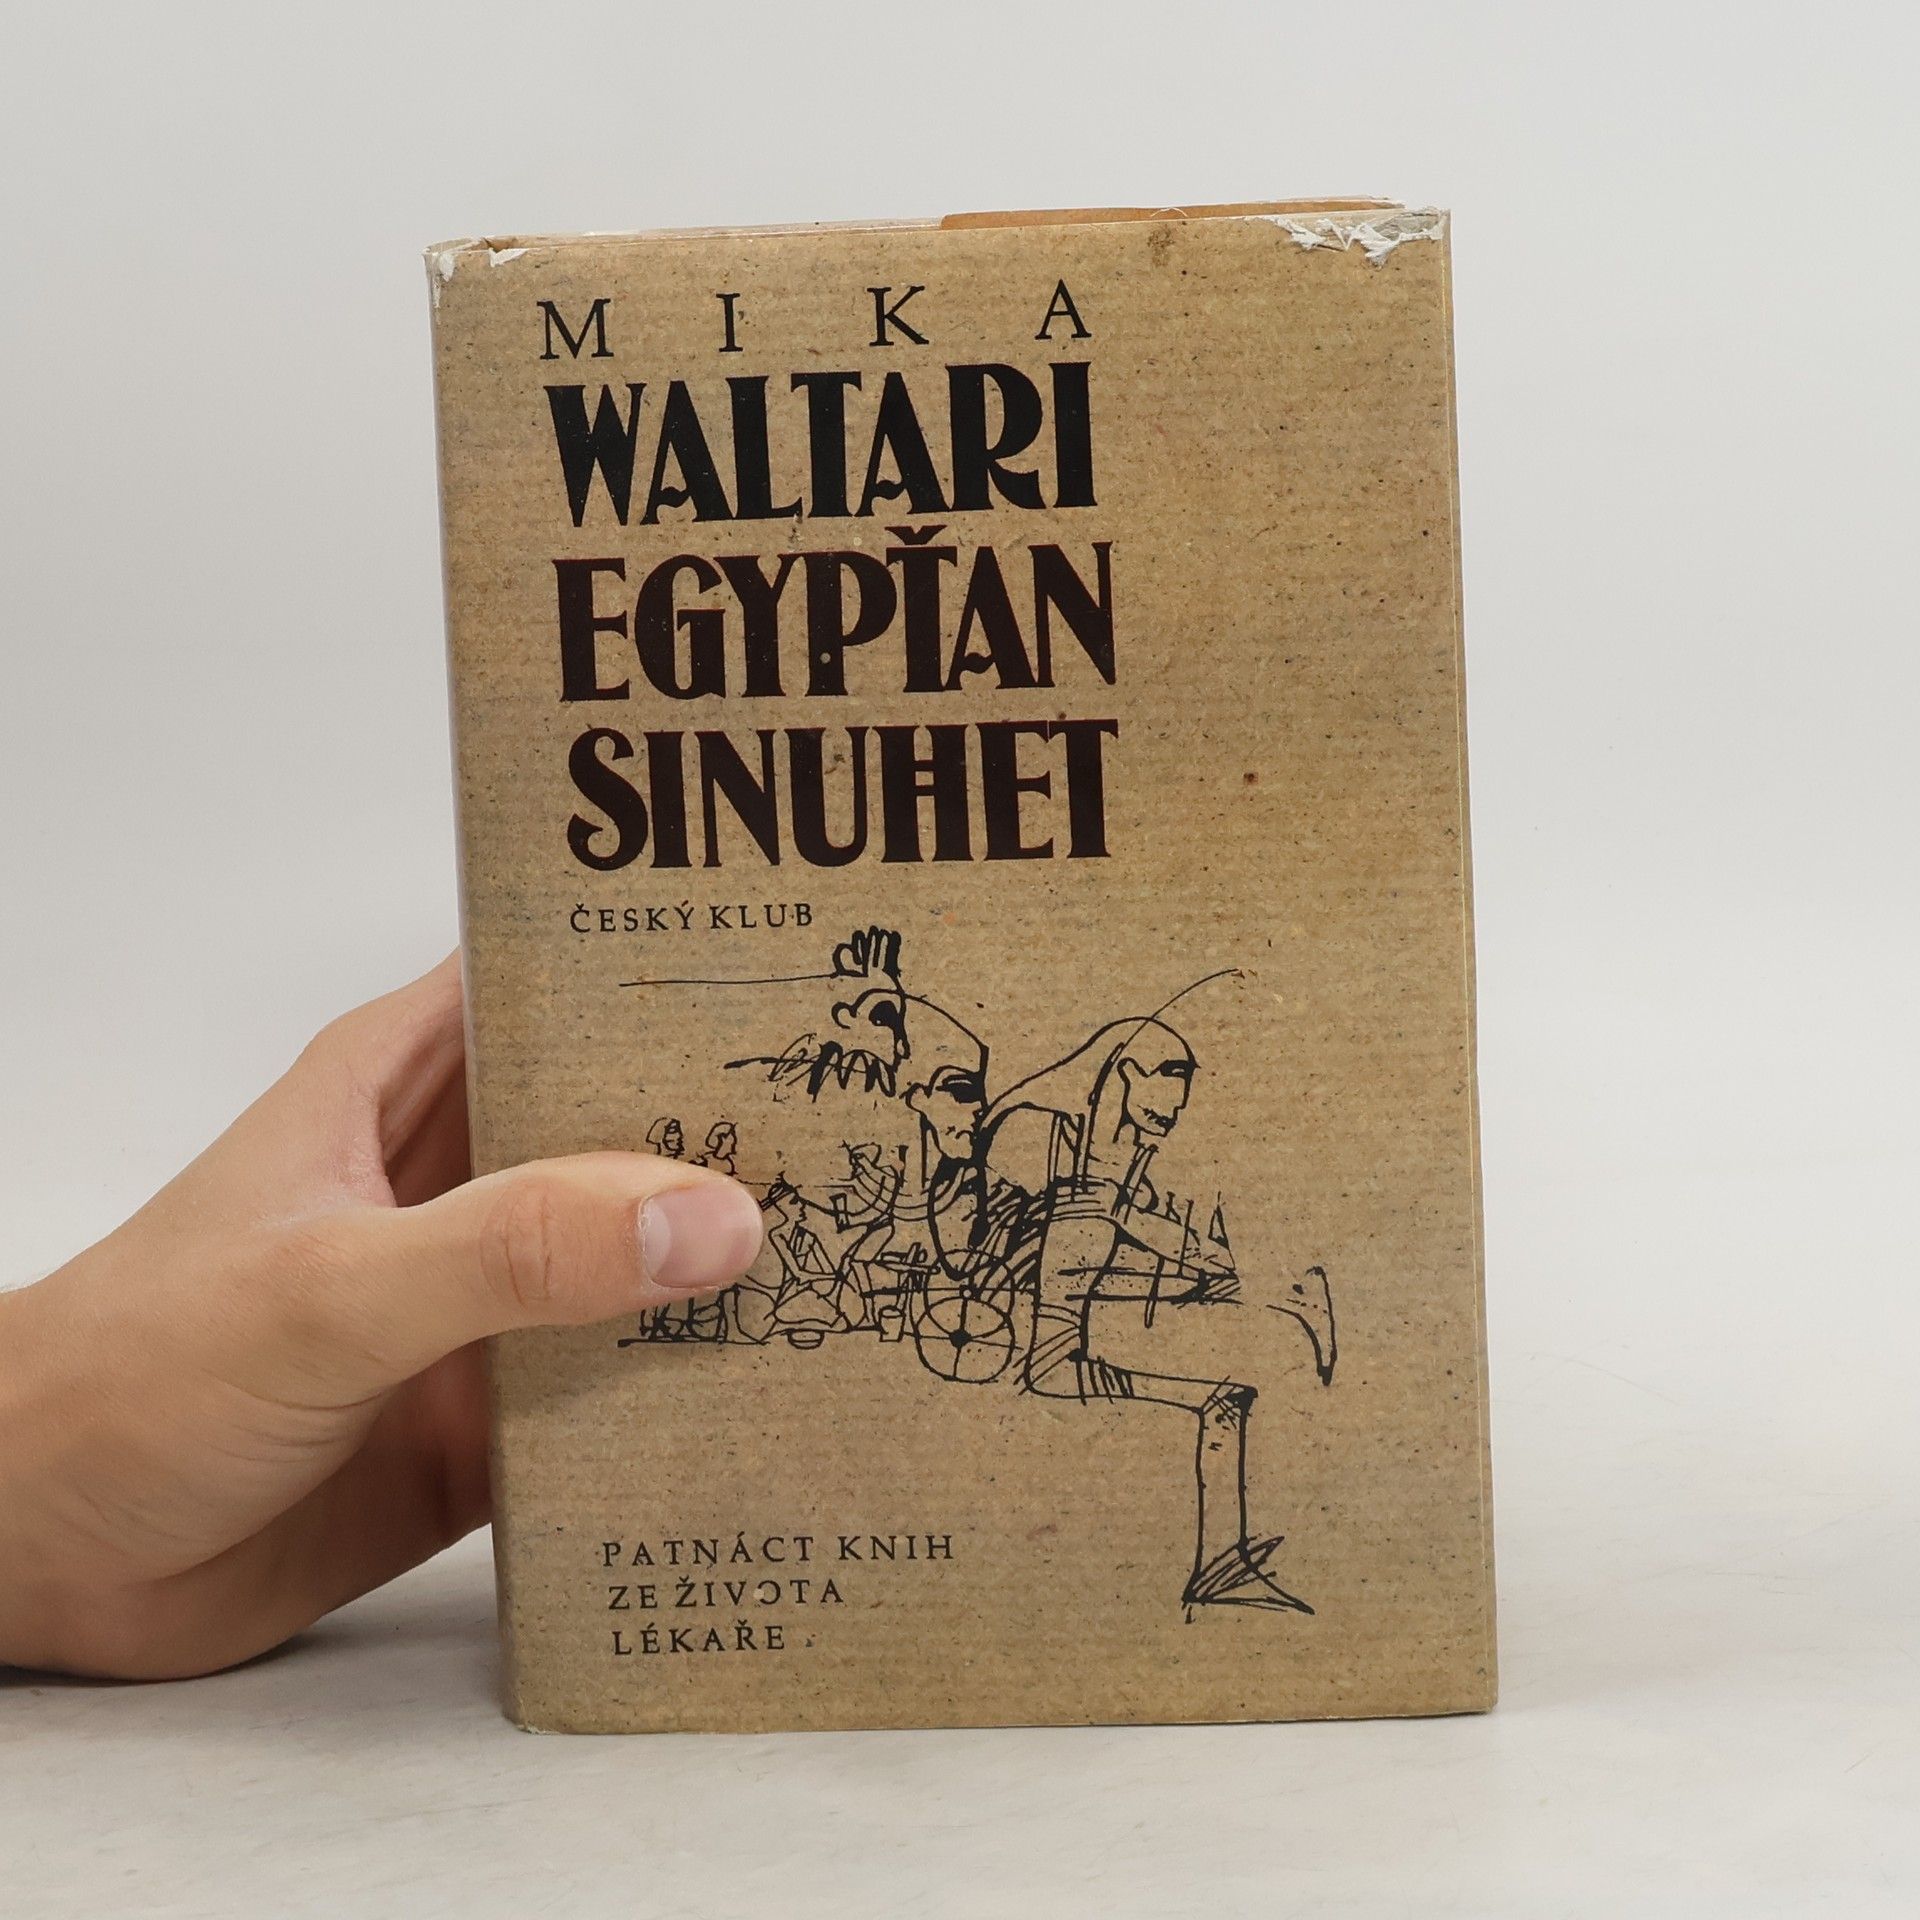 MIKA
WALTARI
EGYPŤAN
SINUHET
ČESKÝ KLUB
PATNÁCT KNIH
ZE ŽIVOTA
LÉKAŘE